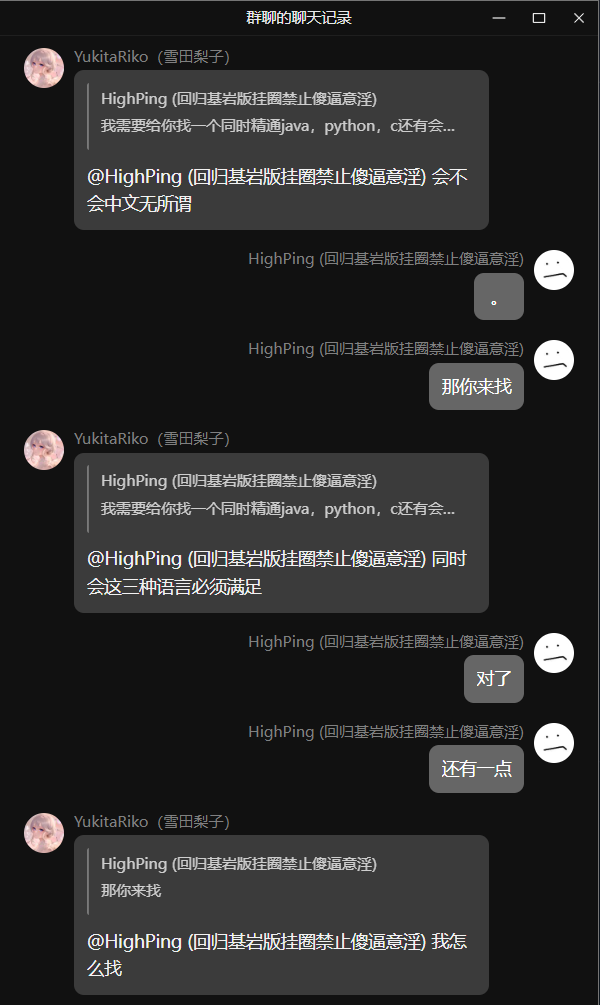 群聊的聊天记录
YukitaRiko（雪田梨子）
HighPing (回归基岩版挂圈禁止傻逼意淫)
我需要给你找一个同时精通java，python，c还有会...
@HighPing (回归基岩版挂圈禁止傻逼意淫) 会不
会中文无所谓
HighPing (回归基岩版挂圈禁止傻逼意淫)
。
HighPing (回归基岩版挂圈禁止傻逼意淫)
那你来找
YukitaRiko（雪田梨子）
HighPing (回归基岩版挂圈禁止傻逼意淫)
我需要给你找一个同时精通java，python，c还有会...
@HighPing (回归基岩版挂圈禁止傻逼意淫) 同时
会这三种语言必须满足
HighPing (回归基岩版挂圈禁止傻逼意淫)
对了
HighPing (回归基岩版挂圈禁止傻逼意淫)
还有一点
YukitaRiko（雪田梨子）
HighPing (回归基岩版挂圈禁止傻逼意淫)
那你来找
@HighPing (回归基岩版挂圈禁止傻逼意淫) 我怎
么找